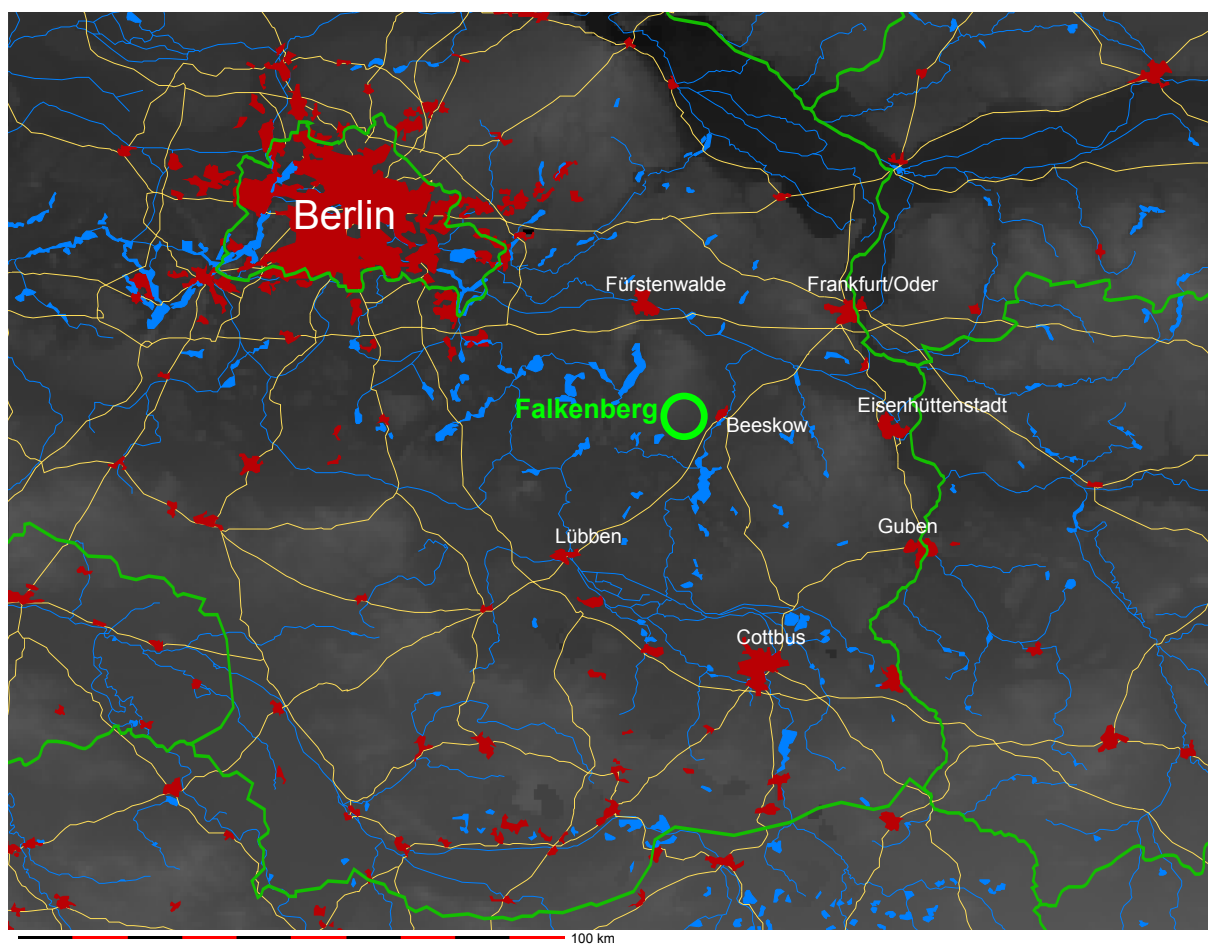 Berlin
Fürstenwalde
Frankfurt/Oder
Falkenberg
Eisenhüttenstadt
Beeskow
Guben
Lübben
Cottbus
100 km